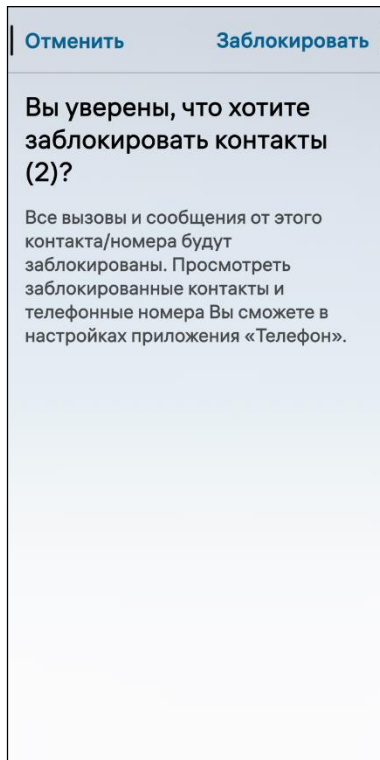 Отменить Заблокировать
Вы уверены, что хотите
заблокировать контакты
(2)?
Все вызовы и сообщения от этого
контакта/номера будут
заблокированы. Просмотреть
заблокированные контакты и
телефонные номера Вы сможете в
настройках приложения «Телефон».